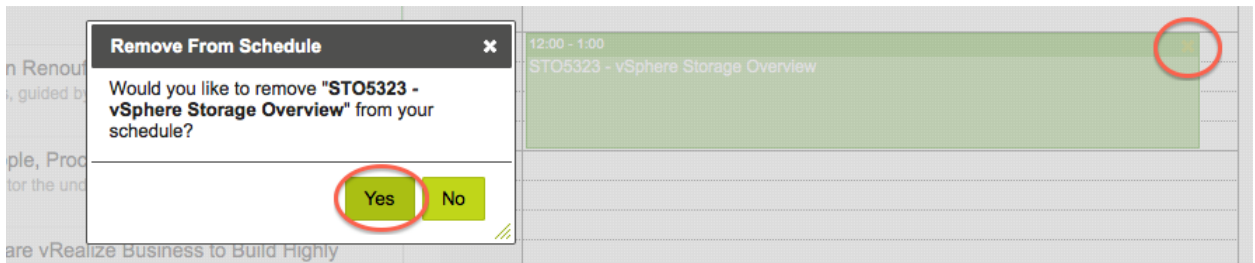 Remove From Schedule
Would you like to remove "STO5323 -
vSphere Storage Overview" from your
schedule?
Yes No
12:00 - 1:00
STO5323 - vSphere Storage Overview
n Renouf
, guided by
ple, Proc
tor the und
are vRealize Business to Build Highly